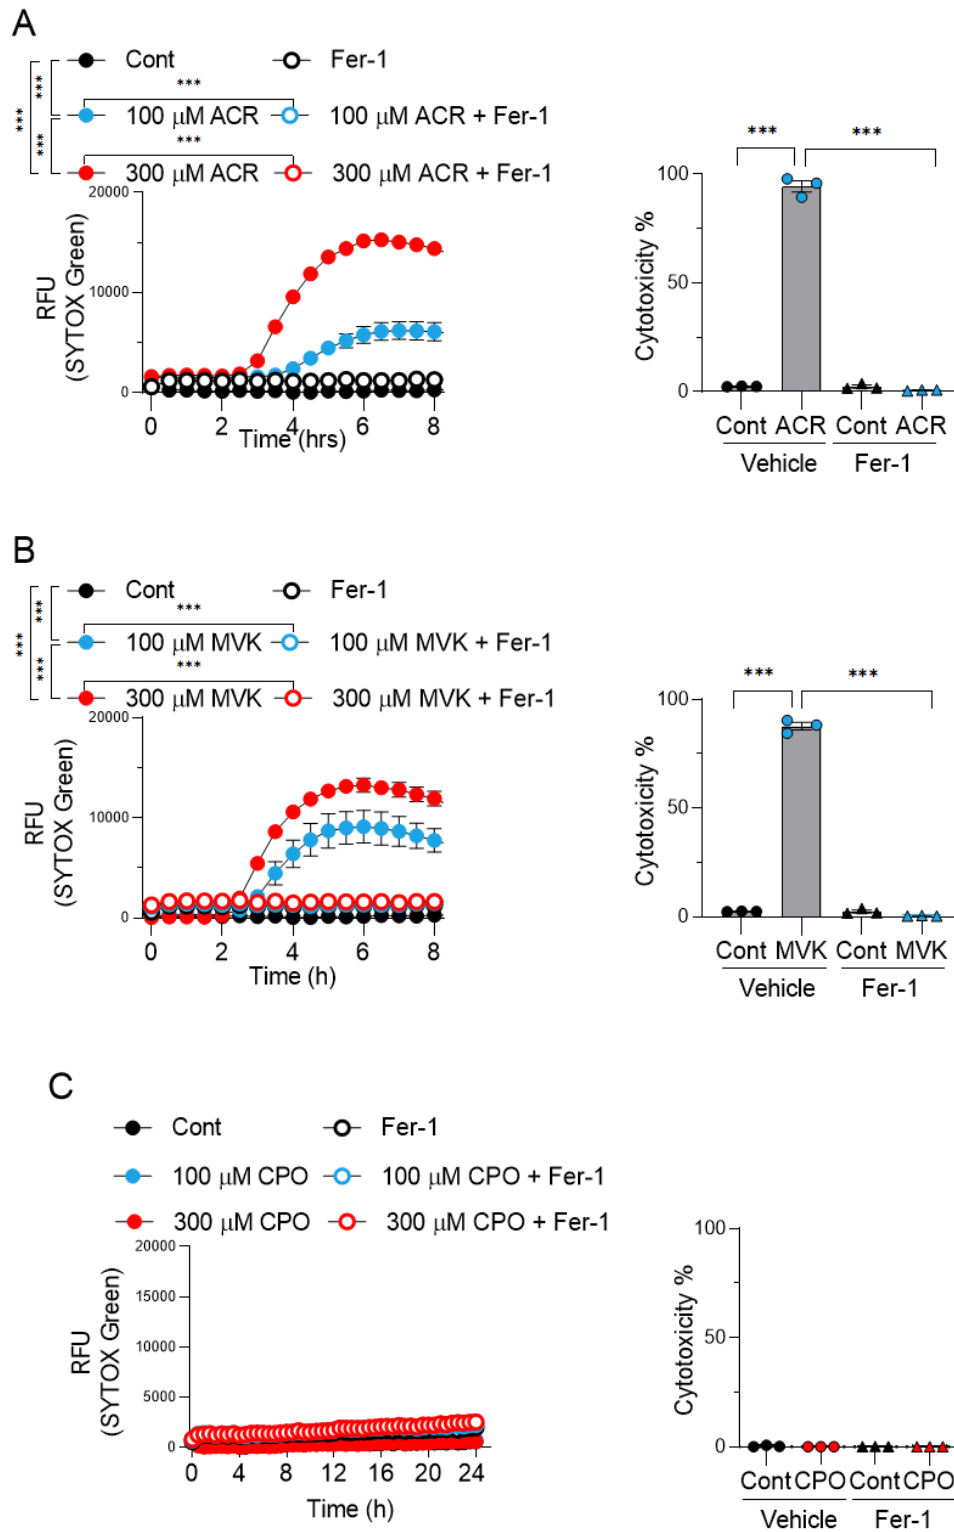 A
Cont Fer-1
*** *** ***
100 μM ACR 100 μM ACR + Fer-1
*** ***
300 μM ACR 300 μM ACR + Fer-1
20000
10000
0
RFU
(SYTOX Green)
0 2 4 6 8
Time (hrs)
*** ***
100
50
0
Cytotoxicity %
Cont ACR Cont ACR
Vehicle Fer-1
B
Cont Fer-1
*** *** ***
100 μM MVK 100 μM MVK + Fer-1
*** ***
300 μM MVK 300 μM MVK + Fer-1
20000
10000
0
RFU
(SYTOX Green)
0 2 4 6 8
Time (h)
*** ***
100
50
0
Cytotoxicity %
Cont MVK Cont MVK
Vehicle Fer-1
C
Cont Fer-1
100 μM CPO 100 μM CPO + Fer-1
300 μM CPO 300 μM CPO + Fer-1
20000
15000
10000
5000
0
RFU
(SYTOX Green)
0 4 8 12 16 20 24
Time (h)
100
50
0
Cytotoxicity %
Cont CPO Cont CPO
Vehicle Fer-1